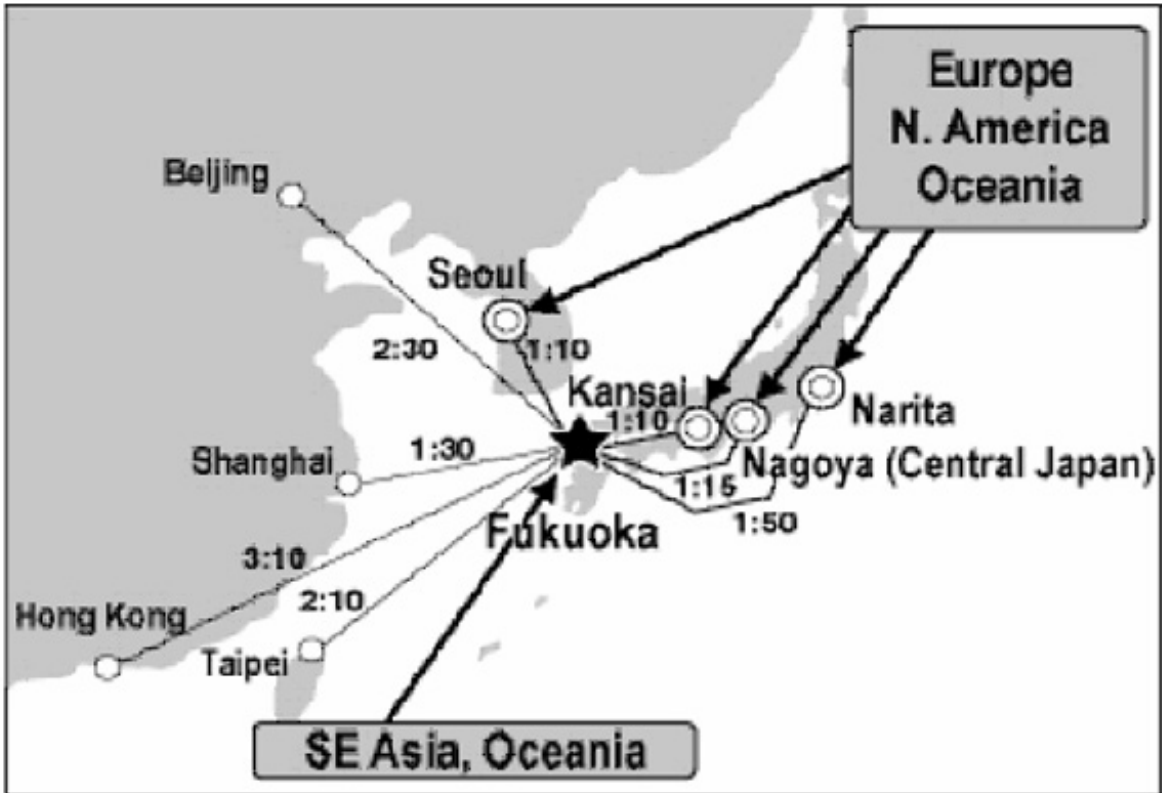 Europe
N. America
Oceania
Beijing
Seoul
2:30
1:10
Kansai
1:10
Narita
Shanghai
1:30
Nagoya (Central Japan)
1:15
1:50
Fukuoka
3:10
2:10
Hong Kong
Taipei
SE Asia, Oceania